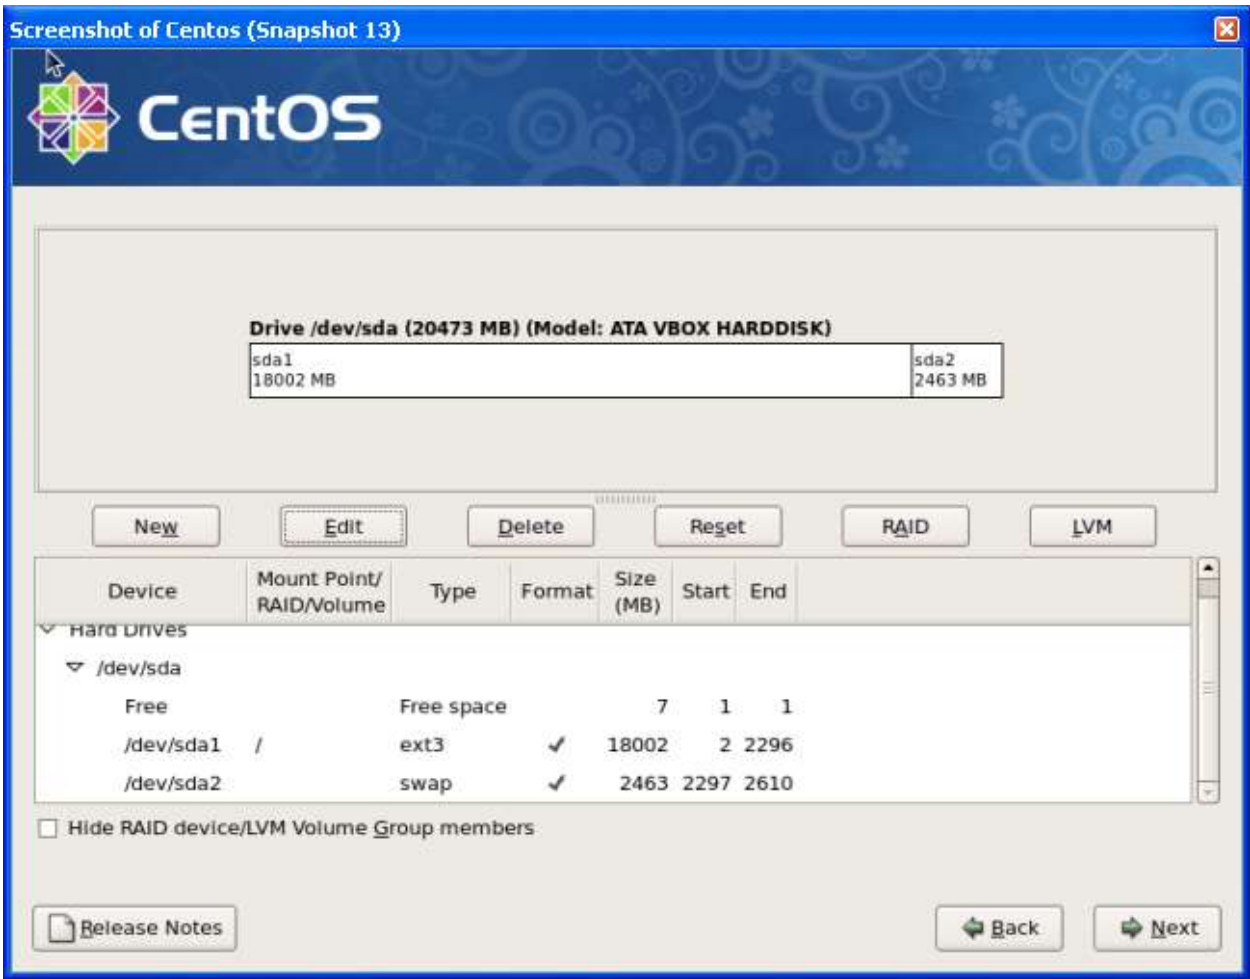 Screenshot of Centos (Snapshot 13)
CentOS
Drive /dev/sda (20473 MB) (Model: ATA VBOX HARDDISK)
sda1 sda2
18002 MB 2463 MB
New Edit Delete Reset RAID LVM
Device Mount Point/ RAID/Volume Type Format Size (MB) Start End
Hard Drives
/dev/sda
Free Free space 7 1 1
/dev/sda1 / ext3 ✓ 18002 2 2296
/dev/sda2 swap ✓ 2463 2297 2610
Hide RAID device/LVM Volume Group members
Release Notes Back Next